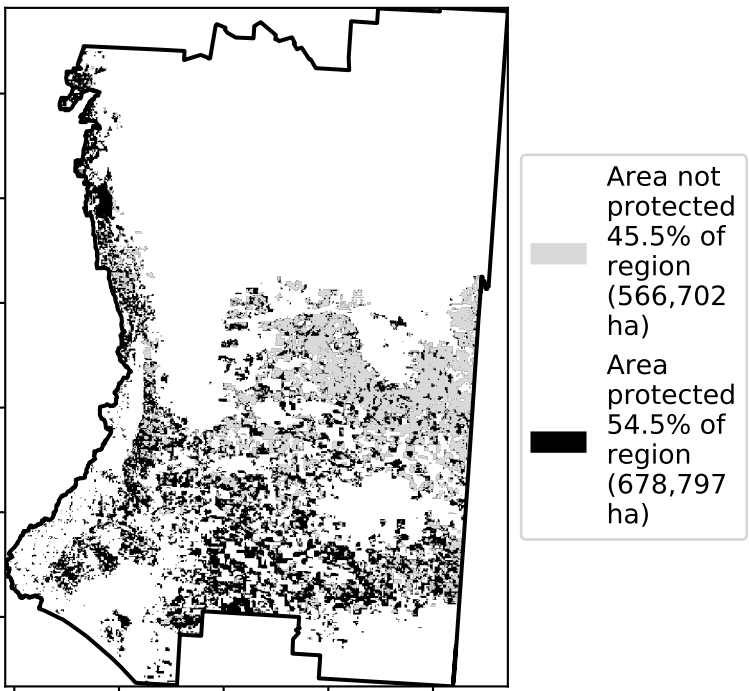 Area not
protected
45.5% of
region
(566,702
ha)
Area
protected
54.5% of
region
(678,797
ha)